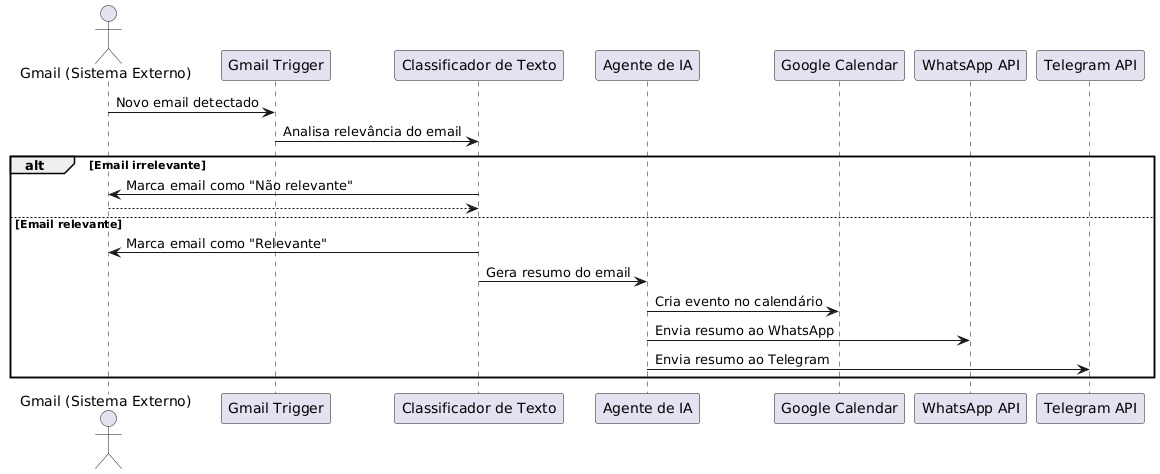 Gmail (Sistema Externo)
Gmail Trigger
Classificador de Texto
Agente de IA
Google Calendar
WhatsApp API
Telegram API
Novo email detectado
Analisa relevância do email
alt
[Email irrelevante]
Marca email como "Não relevante"
[Email relevante]
Marca email como "Relevante"
Gera resumo do email
Cria evento no calendário
Envia resumo ao WhatsApp
Envia resumo ao Telegram
Gmail (Sistema Externo)
Gmail Trigger
Classificador de Texto
Agente de IA
Google Calendar
WhatsApp API
Telegram API